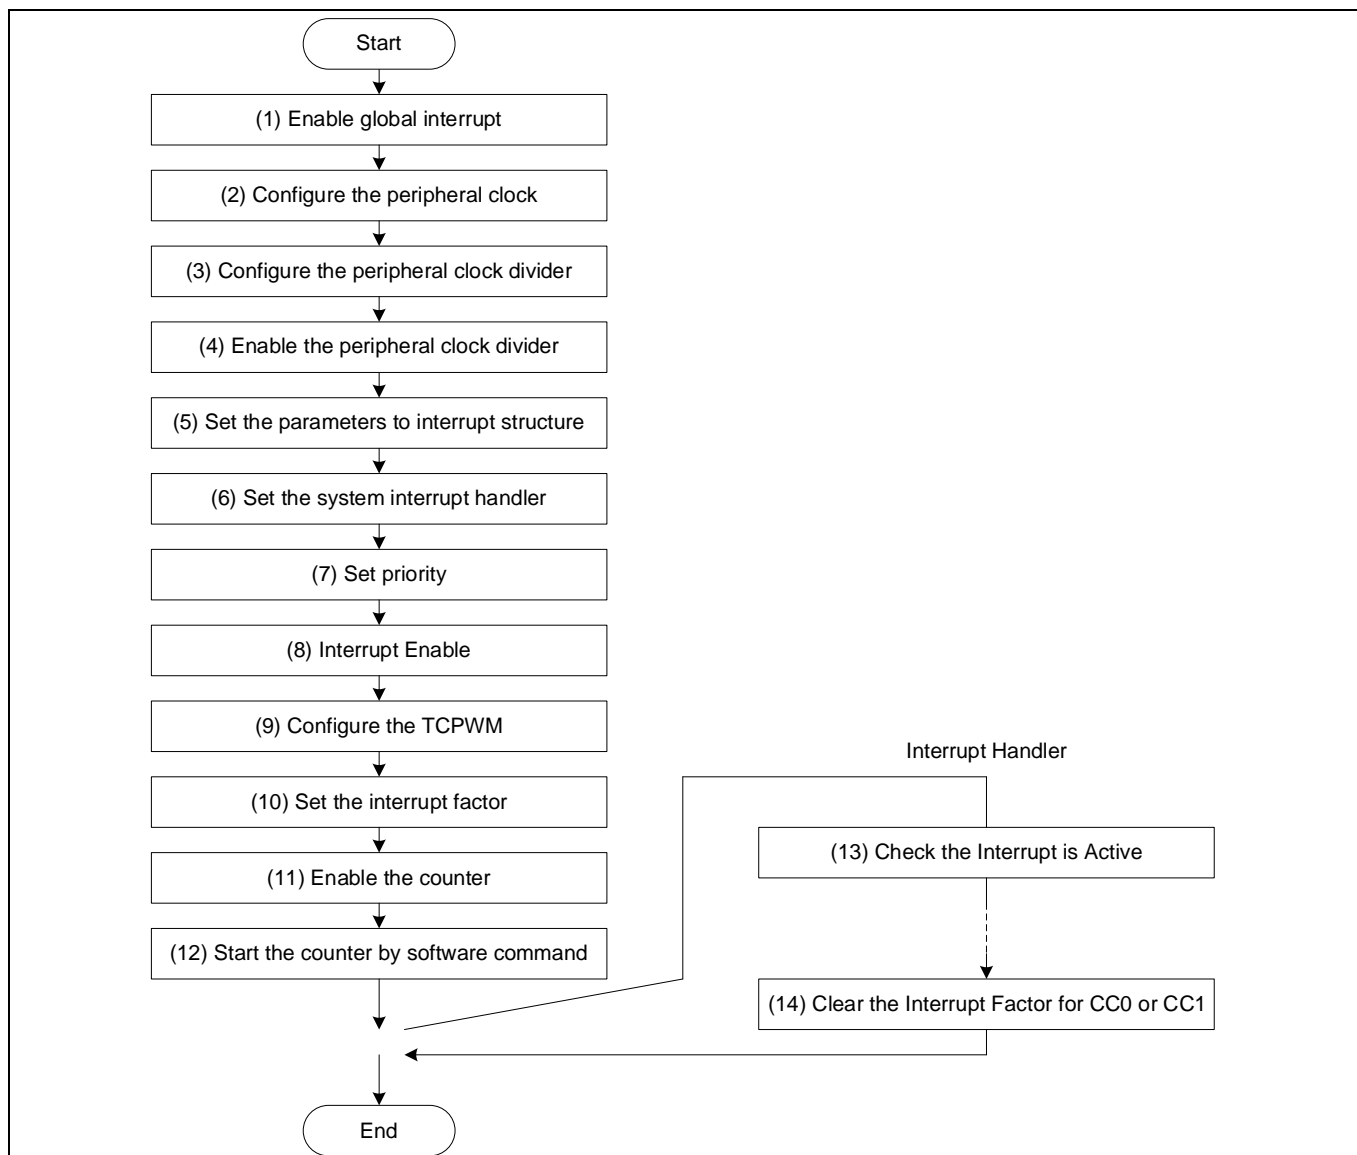 Start
(1) Enable global interrupt
(2) Configure the peripheral clock
(3) Configure the peripheral clock divider
(4) Enable the peripheral clock divider
(5) Set the parameters to interrupt structure
(6) Set the system interrupt handler
(7) Set priority
(8) Interrupt Enable
(9) Configure the TCPWM
(10) Set the interrupt factor
(11) Enable the counter
(12) Start the counter by software command
End
Interrupt Handler
(13) Check the Interrupt is Active
(14) Clear the Interrupt Factor for CC0 or CC1